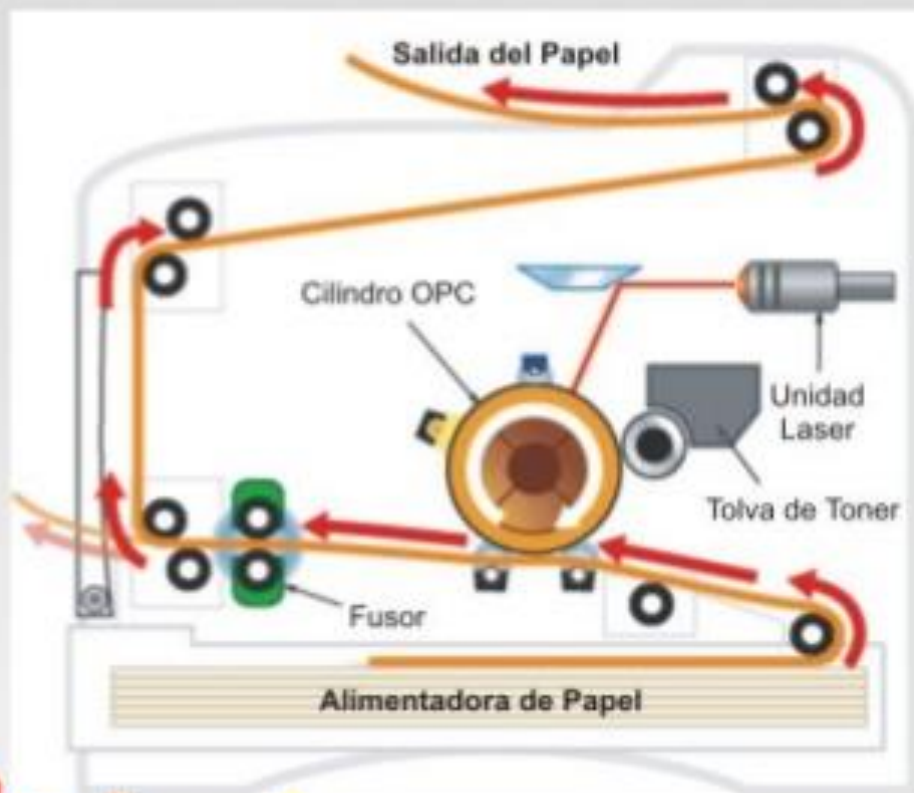 Salida del Papel
Cilindro OPC
Unidad
Laser
Tolva de Toner
Fusor
Alimentadora de Papel